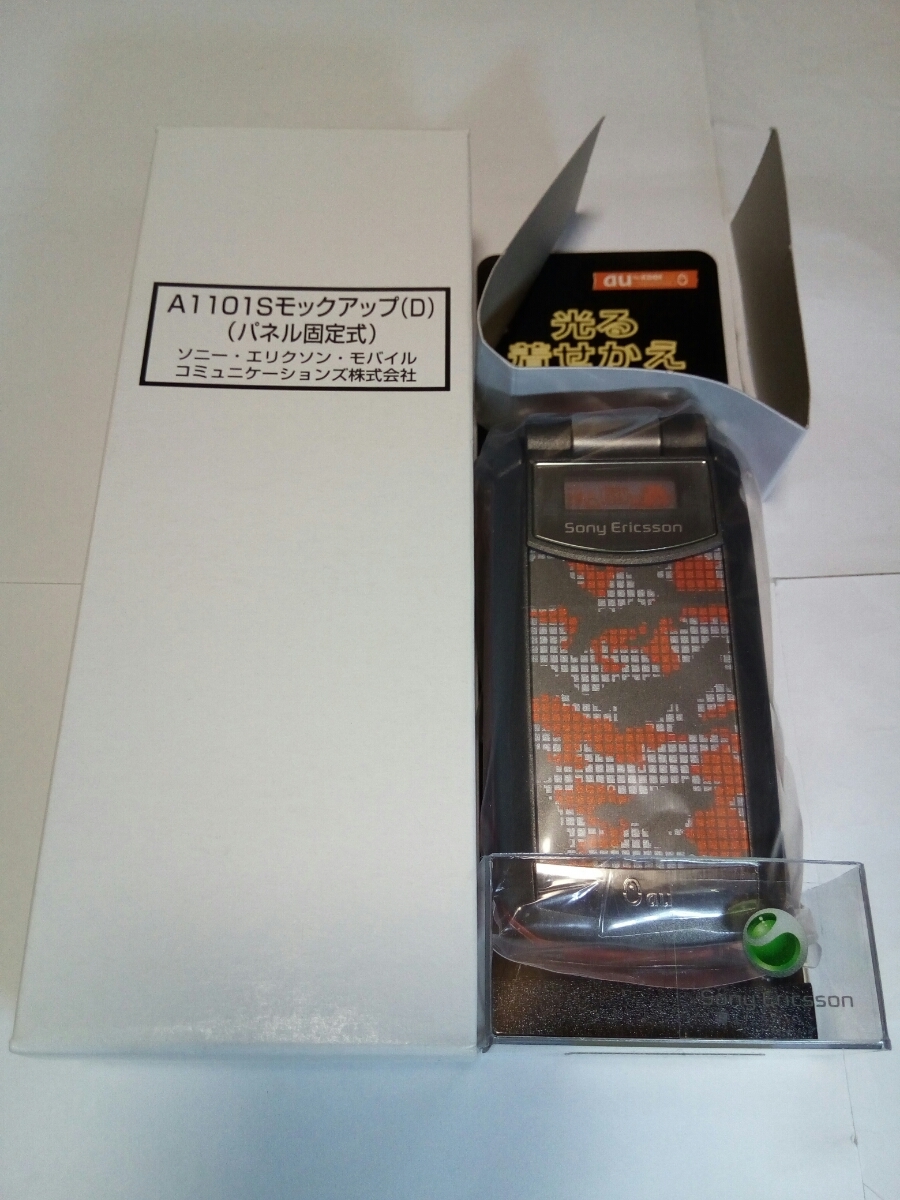 A1101Sモックアップ(D)
(パネル固定式)
ソニー・エリクソン・モバイル
コミュニケーションズ株式会社
au
光る
着せかえ
Sony Ericsson
au
Sony Ericsson